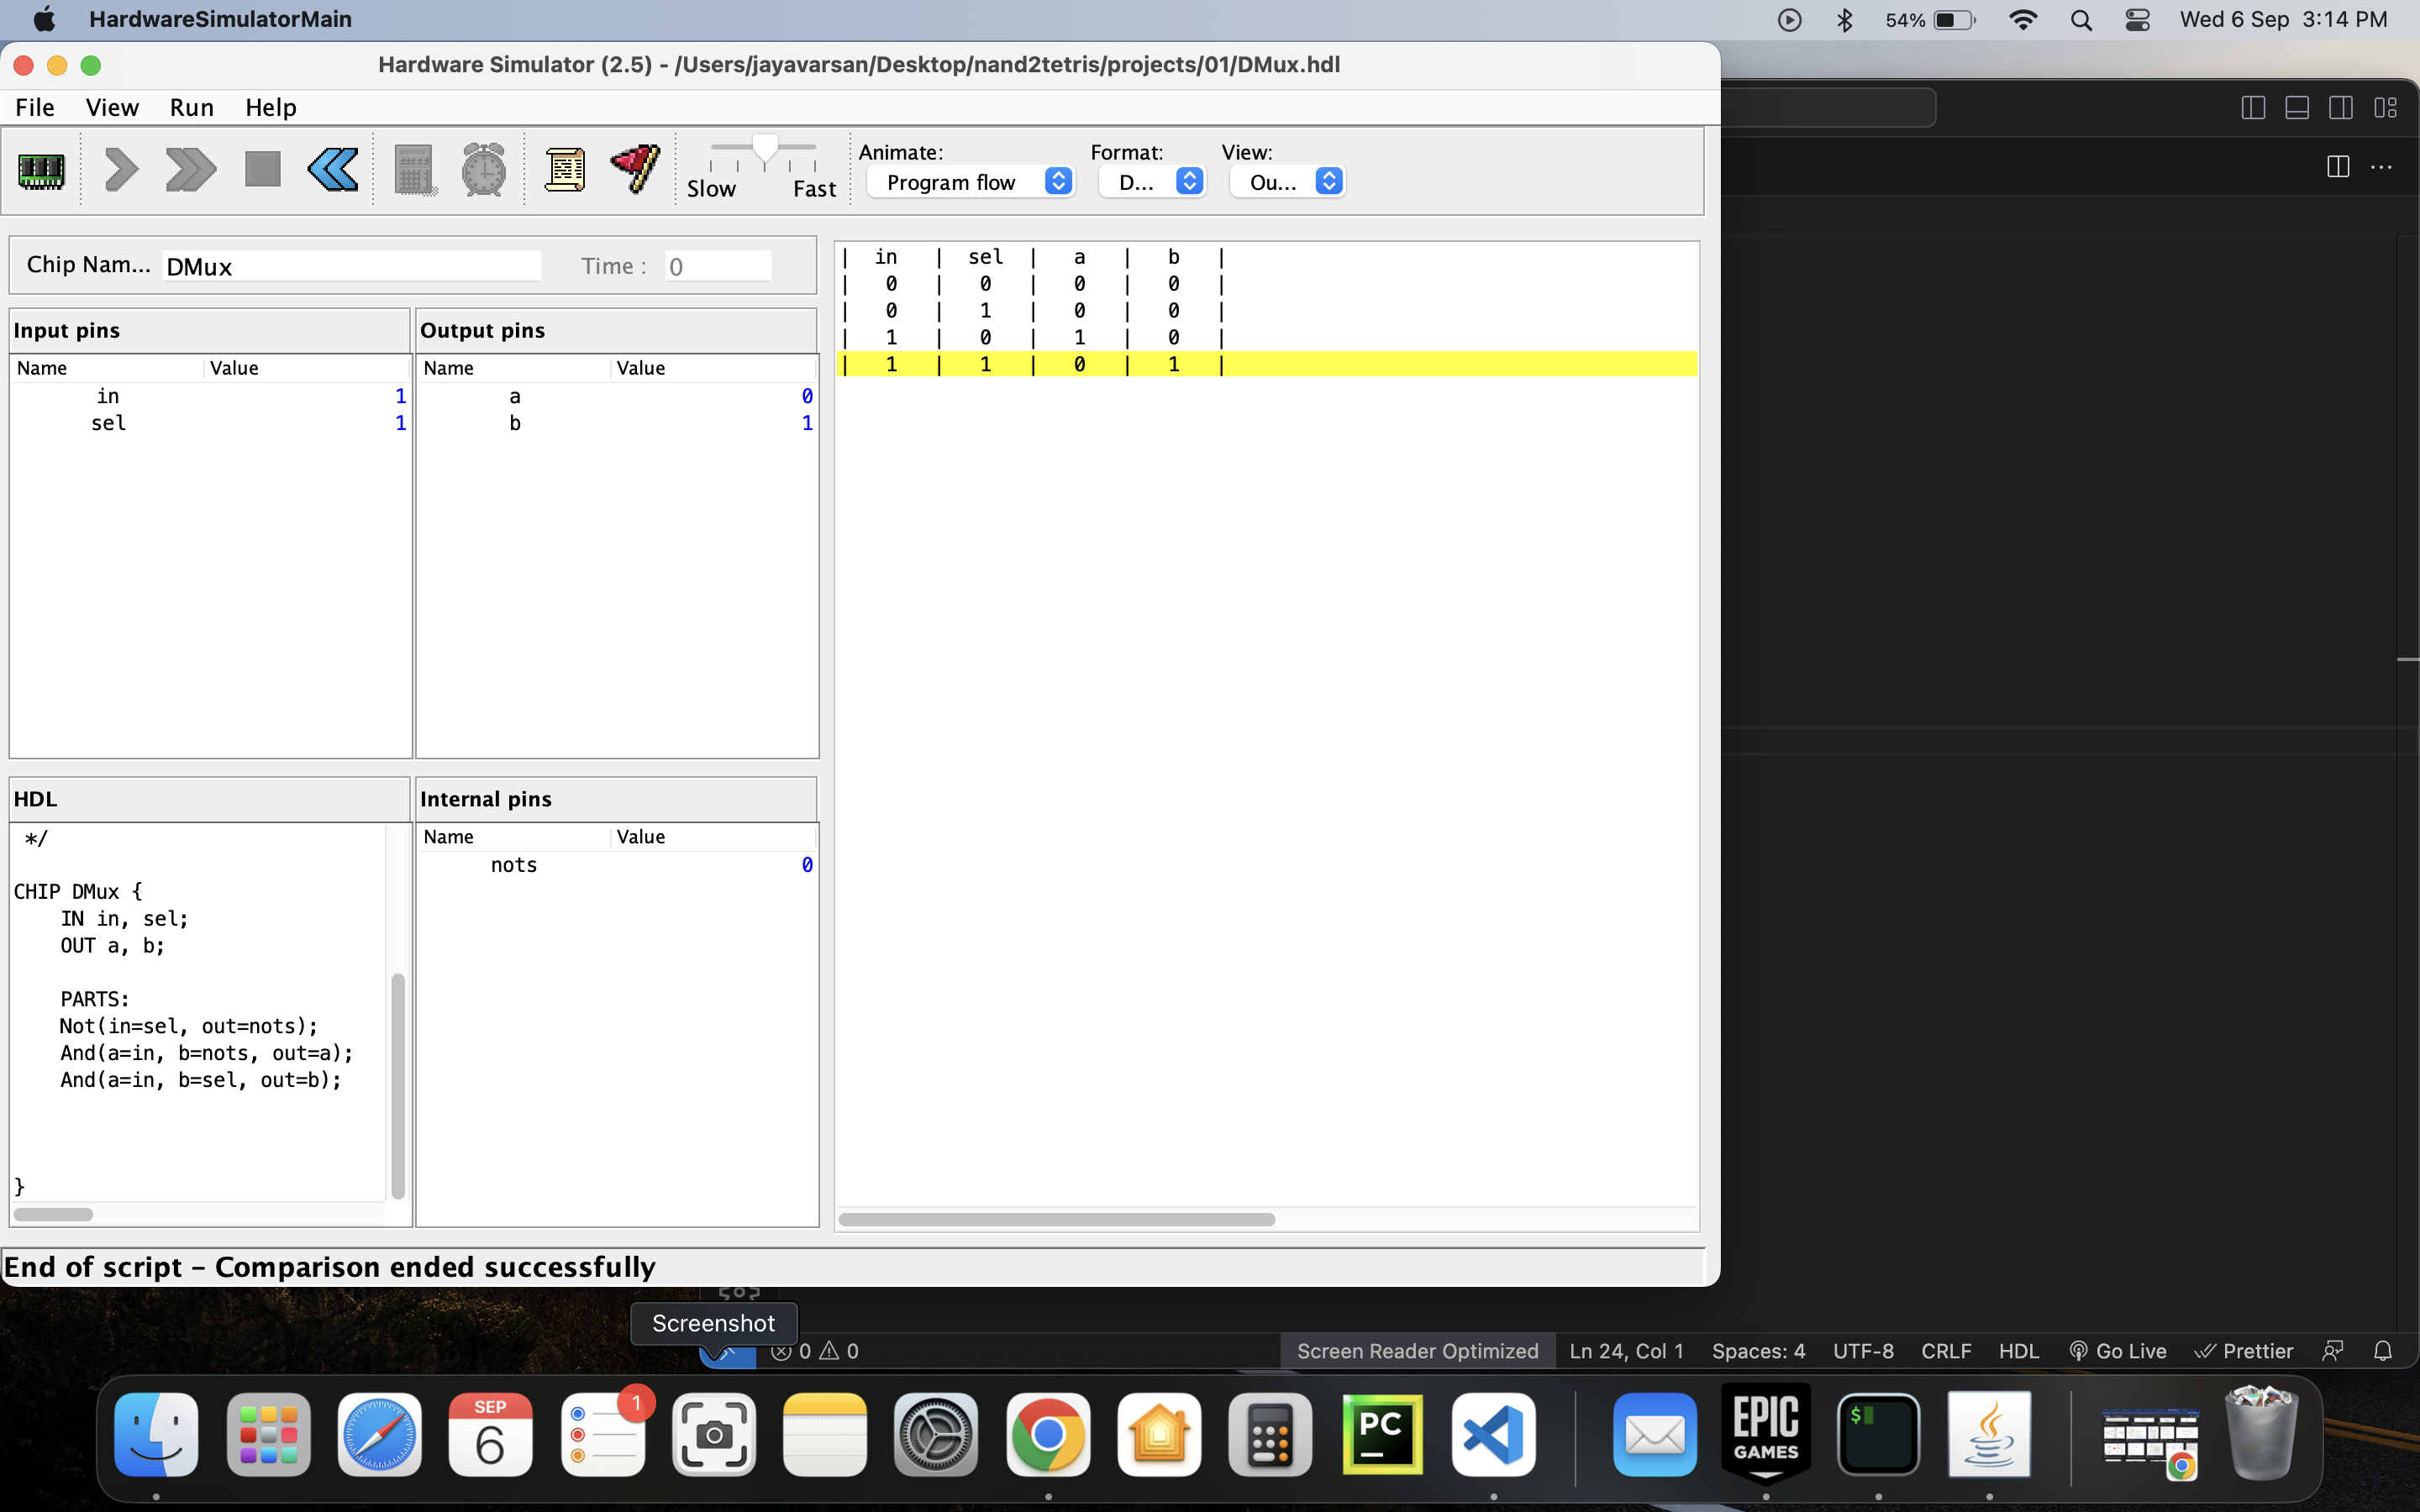 HardwareSimulatorMain
54%
Wed 6 Sep 3:14 PM
Hardware Simulator (2.5) - /Users/jayavarsan/Desktop/nand2tetris/projects/01/DMux.hdl
File View Run Help
Slow Fast
Animate: Format: View:
Program flow D... Ou...
Chip Nam... DMux Time : 0
Input pins
Name Value
in 1
sel 1
Output pins
Name Value
a 0
b 1
| in | sel | a | b |
| 0 | 0 | 0 | 0 |
| 0 | 1 | 0 | 0 |
| 1 | 0 | 1 | 0 |
| 1 | 1 | 0 | 1 |
HDL
*/
CHIP DMux {
IN in, sel;
OUT a, b;
PARTS:
Not(in=sel, out=nots);
And(a=in, b=nots, out=a);
And(a=in, b=sel, out=b);
}
Internal pins
Name Value
nots 0
End of script – Comparison ended successfully
Screenshot
0 0
Screen Reader Optimized Ln 24, Col 1 Spaces: 4 UTF-8 CRLF HDL Go Live Prettier
SEP
6
1
PC
EPIC
GAMES
$